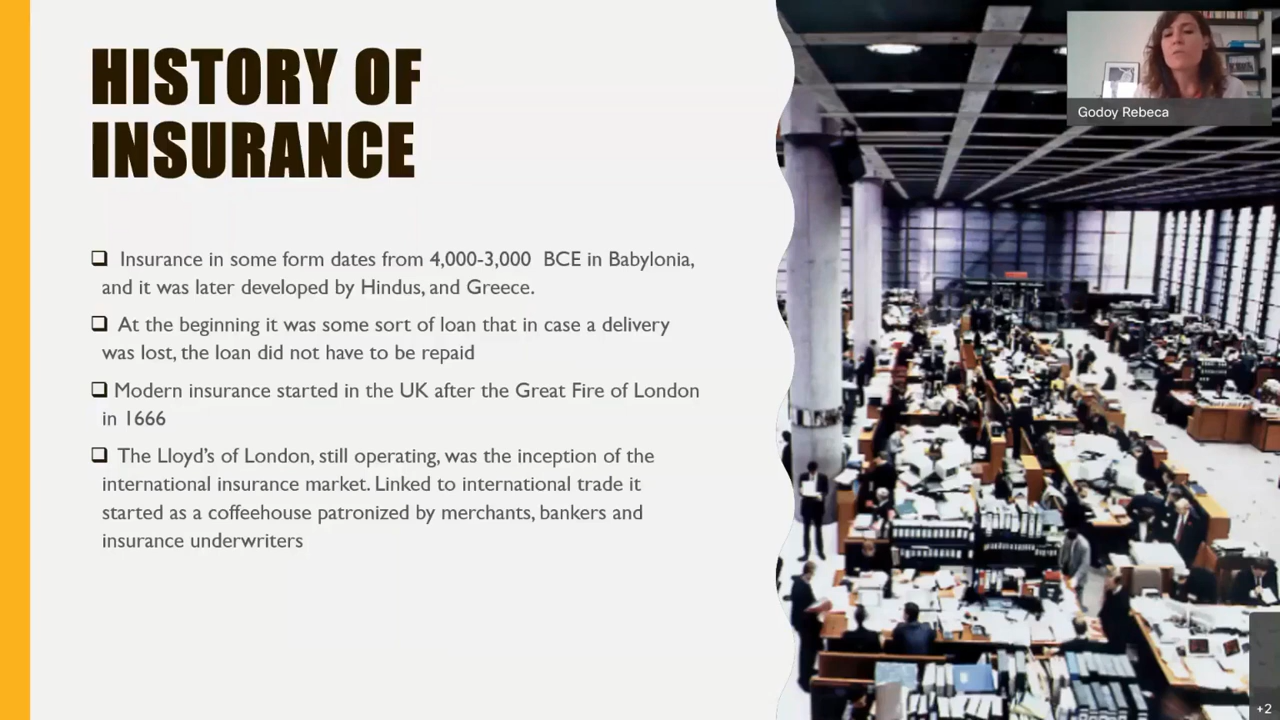 HISTORY OF
INSURANCE
Insurance in some form dates from 4,000-3,000 BCE in Babylonia,
and it was later developed by Hindus, and Greece.
At the beginning it was some sort of loan that in case a delivery
was lost, the loan did not have to be repaid
Modern insurance started in the UK after the Great Fire of London
in 1666
The Lloyd's of London, still operating, was the inception of the
international insurance market. Linked to international trade it
started as a coffeehouse patronized by merchants, bankers and
insurance underwriters
Godoy Rebeca
+2